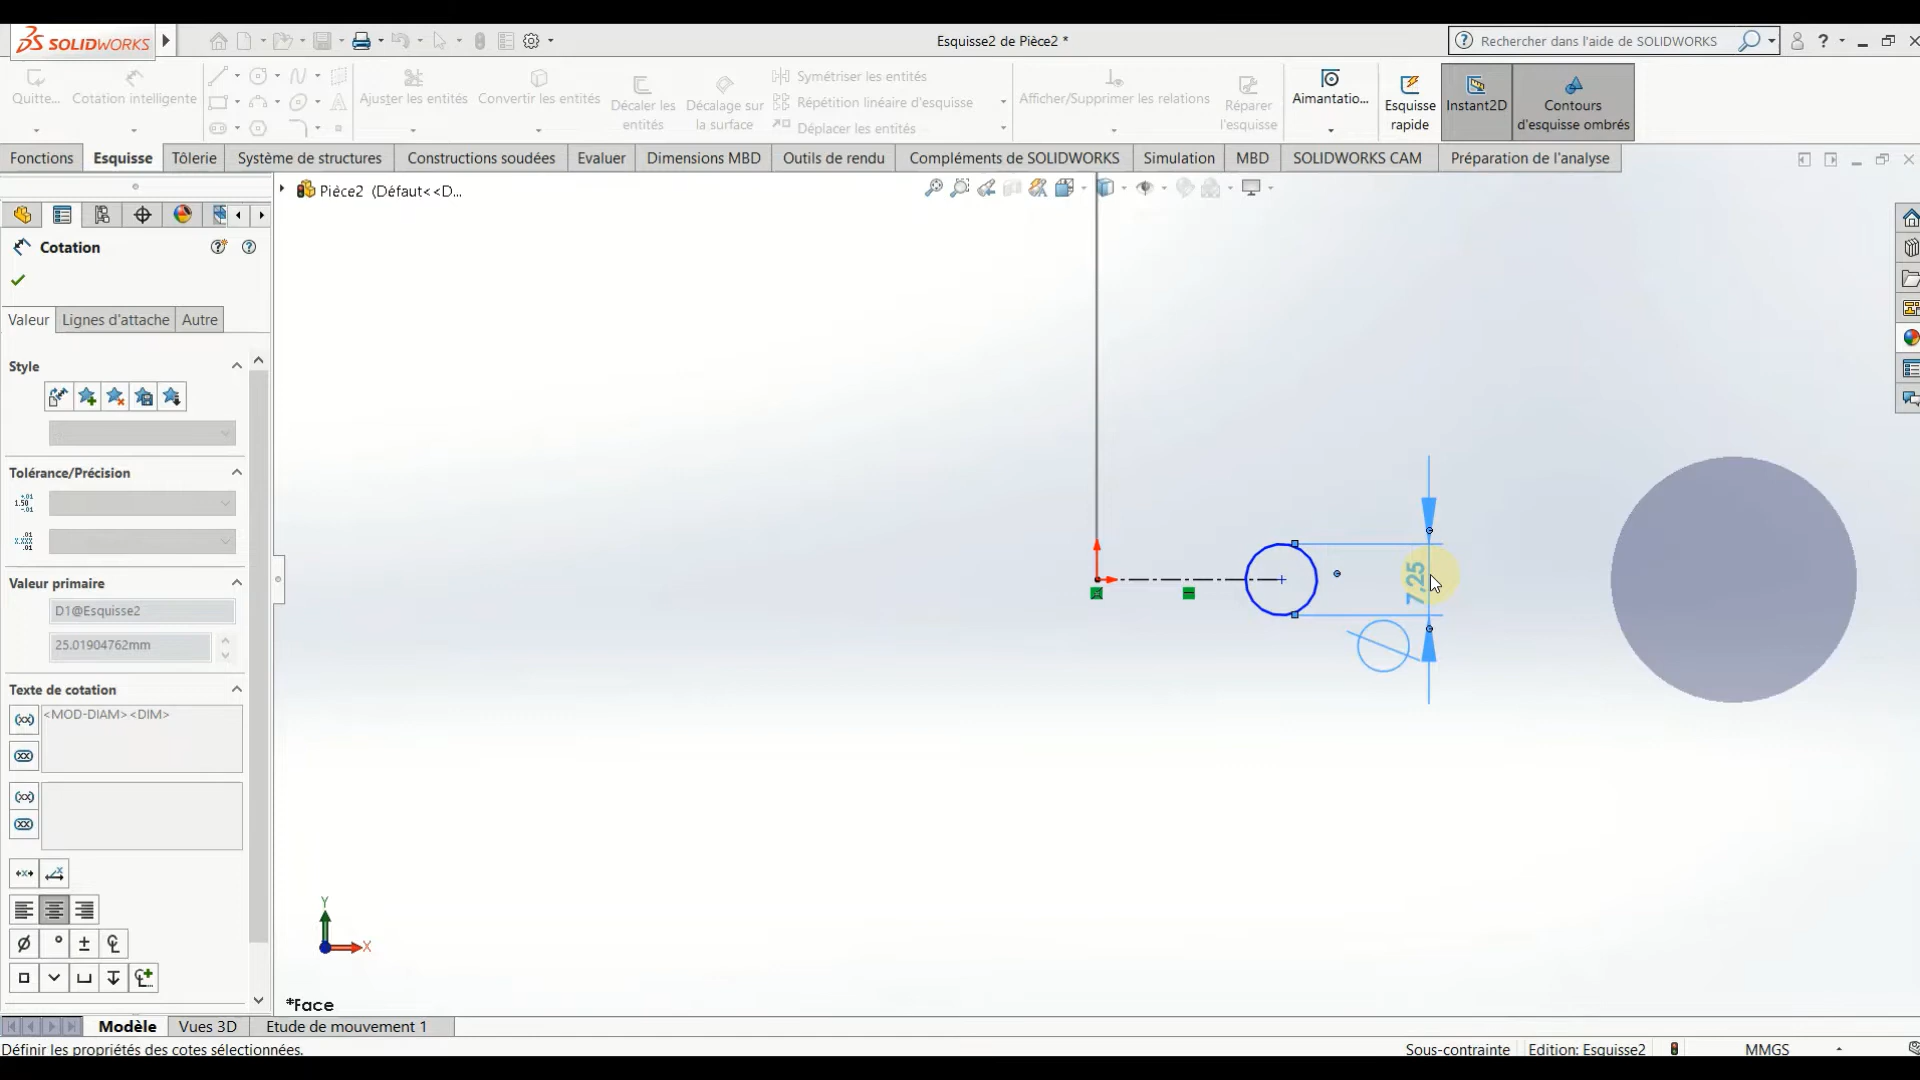 SOLIDWORKS
Esquisse2 de Pièce2 *
Rechercher dans l'aide de SOLIDWORKS
Quitte...
Cotation intelligente
Ajuster les entités
Convertir les entités
Décaler les entités
Décalage sur la surface
Symétriser les entités
Répétition linéaire d'esquisse
Déplacer les entités
Afficher/Supprimer les relations
Réparer l'esquisse
Aimantatio...
Esquisse rapide
Instant2D
Contours d'esquisse ombrés
Fonctions
Esquisse
Tôlerie
Système de structures
Constructions soudées
Evaluer
Dimensions MBD
Outils de rendu
Compléments de SOLIDWORKS
Simulation
MBD
SOLIDWORKS CAM
Préparation de l'analyse
Pièce2 (Défaut<<D...
Cotation
Valeur
Lignes d'attache
Autre
Style
Tolérance/Précision
Valeur primaire
D1@Esquisse2
25.01904762mm
Texte de cotation
<MOD-DIAM><DIM>
7,25
Y
X
*Face
Modèle
Vues 3D
Etude de mouvement 1
Définir les propriétés des cotes sélectionnées.
Sous-contrainte
Edition: Esquisse2
MMGS